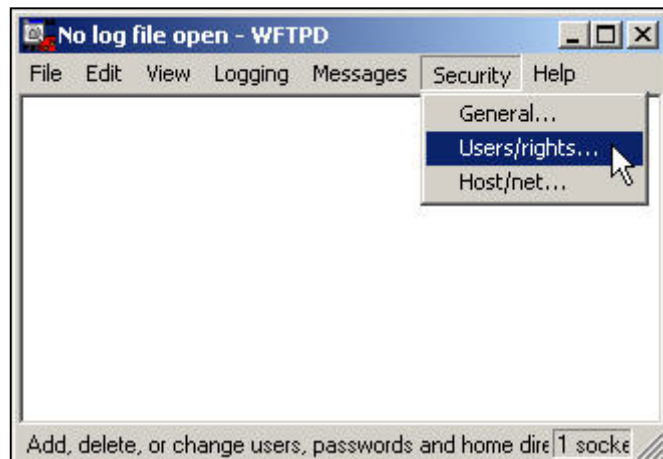 No log file open - WFTPD
File Edit View Logging Messages Security Help
General...
Users/rights...
Host/net...
Add, delete, or change users, passwords and home dire 1 socke